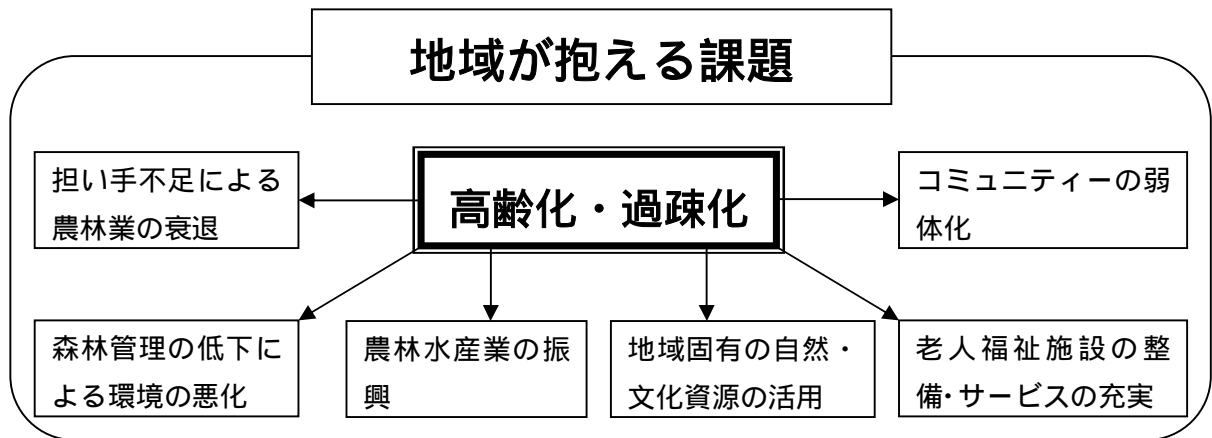 地域が抱える課題
高齢化・過疎化
担い手不足による
農林業の衰退
コミュニティーの弱
体化
森林管理の低下に
よる環境の悪化
農林水産業の振
興
地域固有の自然・
文化資源の活用
老人福祉施設の整
備・サービスの充実